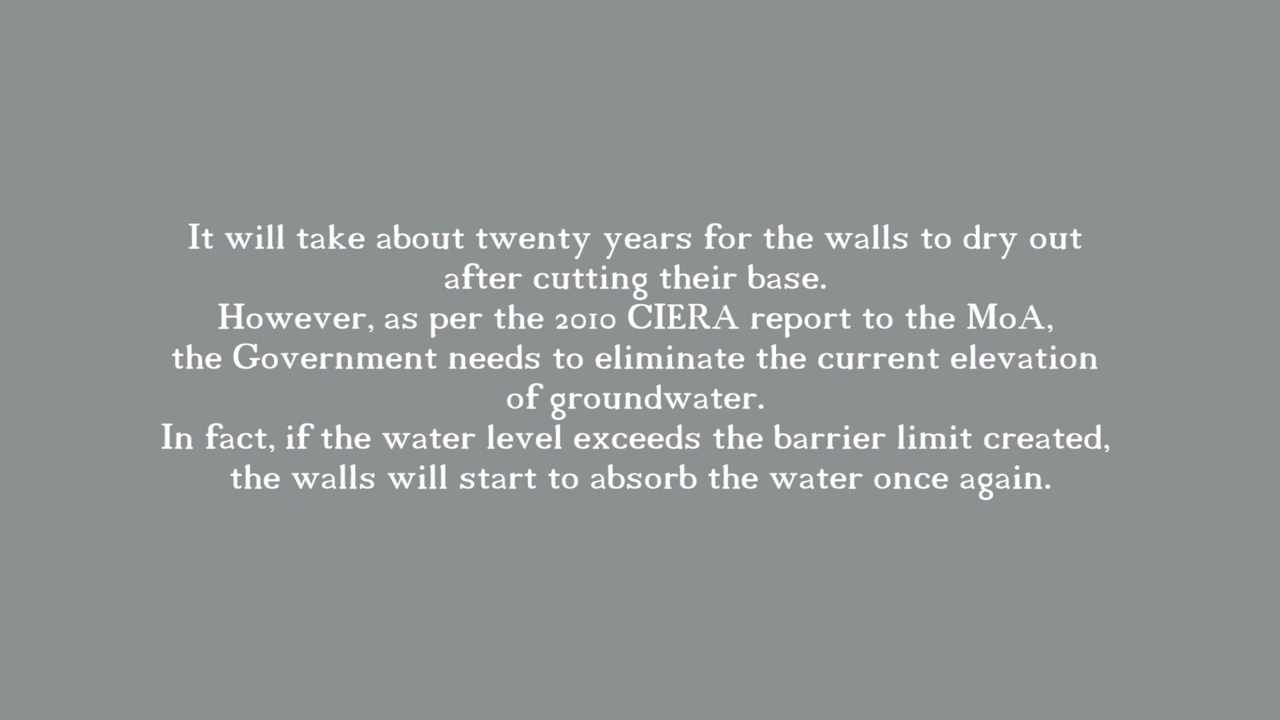 It will take about twenty years for the walls to dry out
after cutting their base.
However, as per the 2010 CIERA report to the MoA,
the Government needs to eliminate the current elevation
of groundwater.
In fact, if the water level exceeds the barrier limit created,
the walls will start to absorb the water once again.